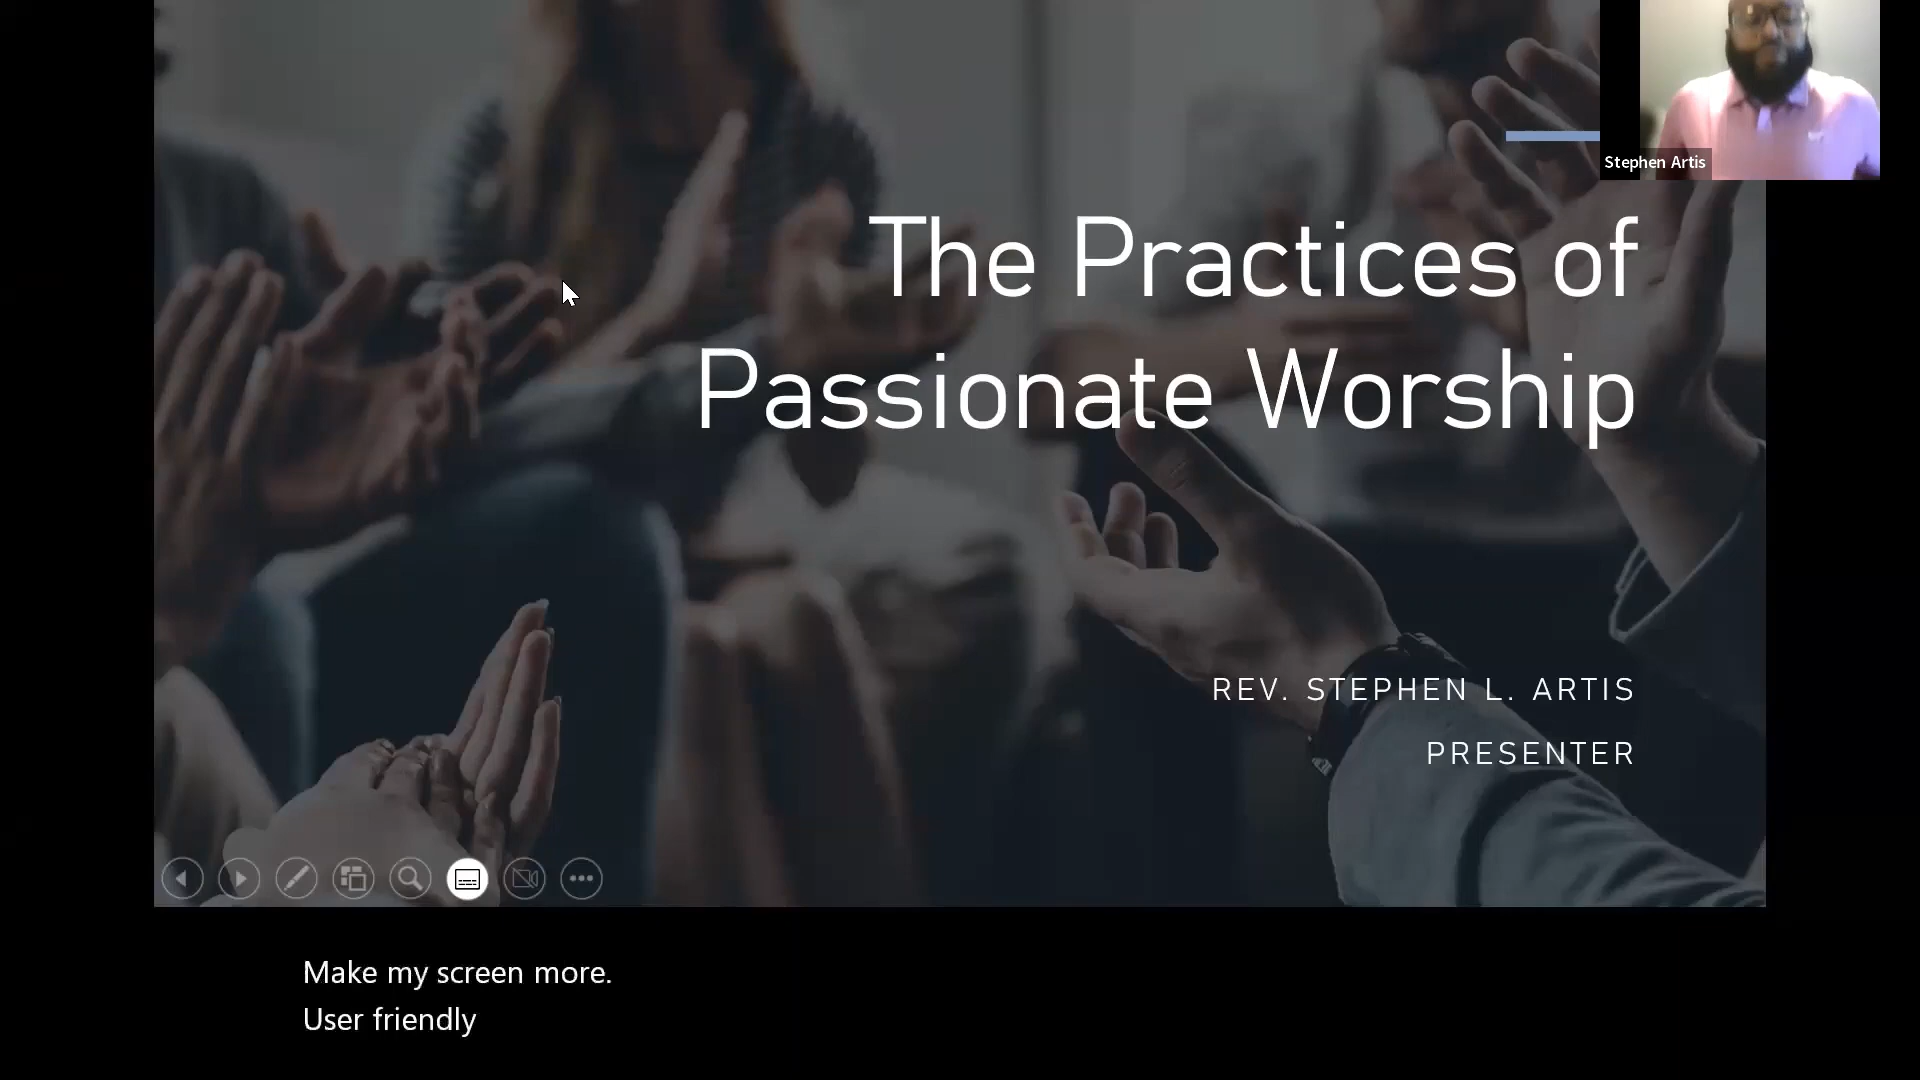 Stephen Artis
The Practices of
Passionate Worship
REV. STEPHEN L. ARTIS
PRESENTER
Make my screen more.
User friendly